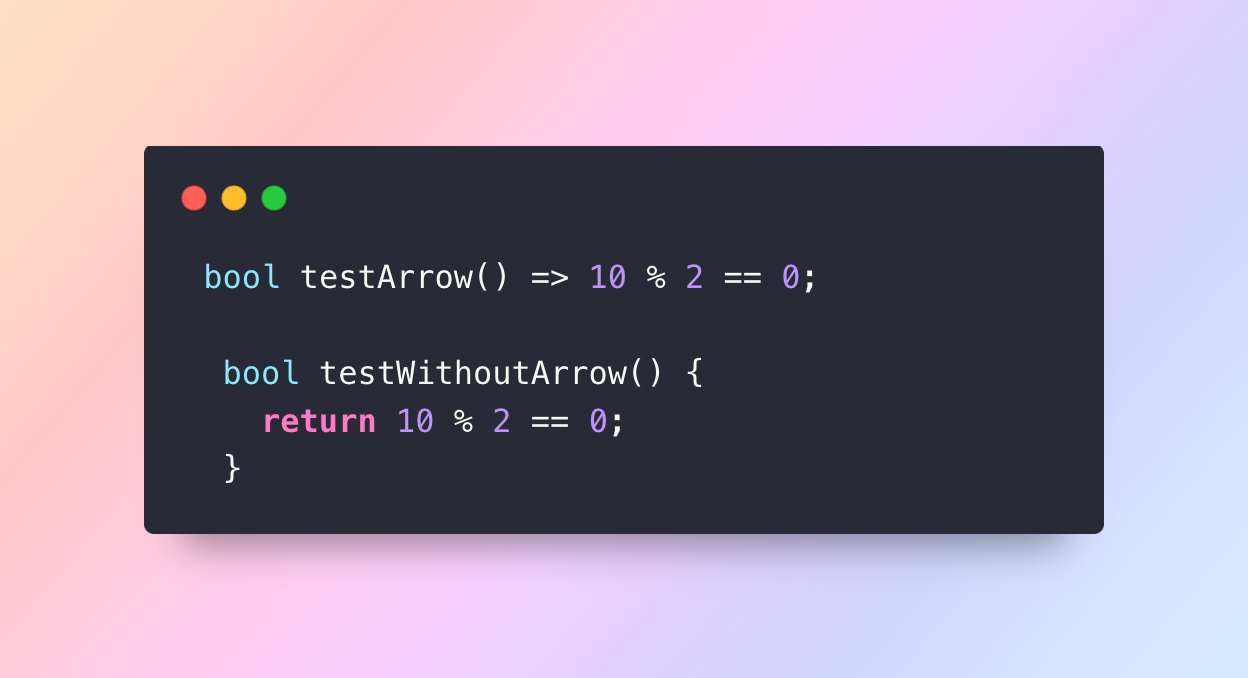 bool testArrow() => 10 % 2 == 0;
bool testWithoutArrow() {
return 10 % 2 == 0;
}